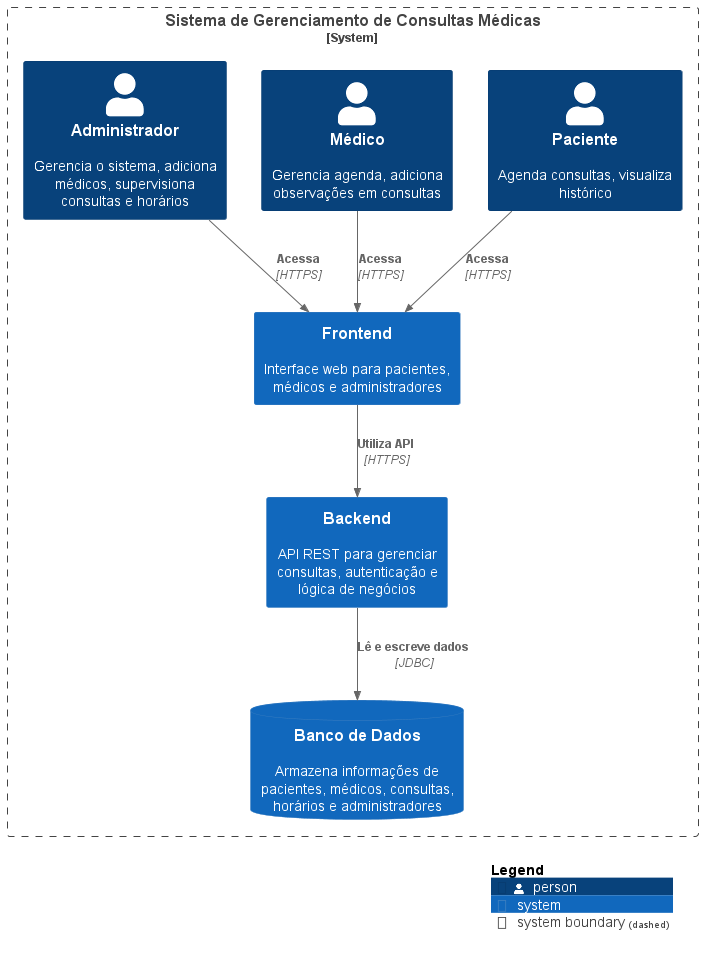 Sistema de Gerenciamento de Consultas Médicas
[System]
Administrador
Gerencia o sistema, adiciona
médicos, supervisiona
consultas e horários
Médico
Gerencia agenda, adiciona
observações em consultas
Paciente
Agenda consultas, visualiza
histórico
Acessa
[HTTPS]
Acessa
[HTTPS]
Acessa
[HTTPS]
Frontend
Interface web para pacientes,
médicos e administradores
Utiliza API
[HTTPS]
Backend
API REST para gerenciar
consultas, autenticação e
lógica de negócios
Lê e escreve dados
[JDBC]
Banco de Dados
Armazena informações de
pacientes, médicos, consultas,
horários e administradores
Legend
person
system
system boundary (dashed)